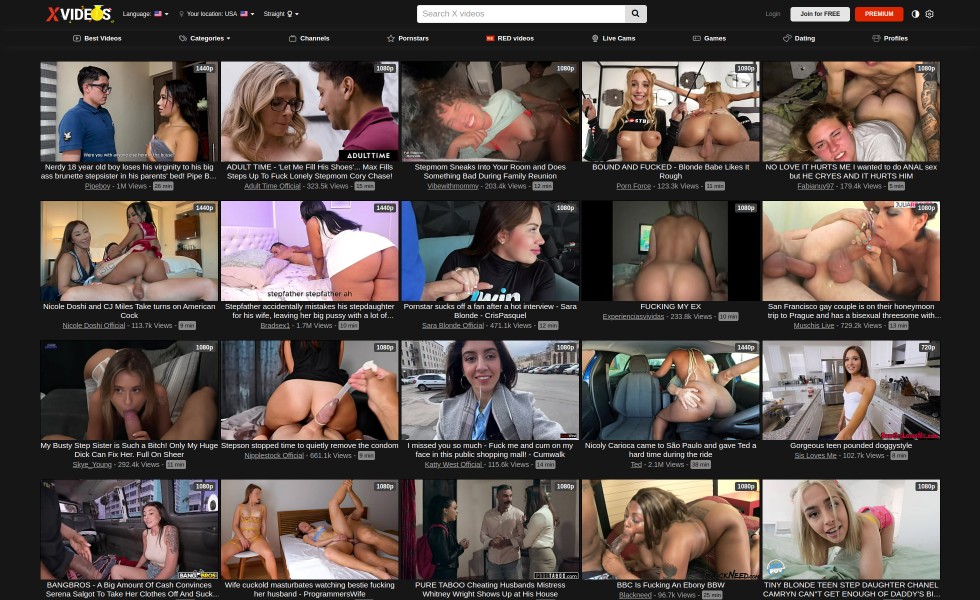 XVIDEOS
Language:
Your location: USA
Straight
Search X videos
Login
Join for FREE
PREMIUM
Best Videos
Categories
Channels
Pornstars
RED videos
Live Cams
Games
Dating
Profiles
1440p
1080p
1080p
1080p
1080p
ADULTTIME
Nerdy 18 year old boy loses his virginity to his big
ass brunette stepsister in his parents' bed! Pipe B...
Pipeboy - 1M Views - 26 min
ADULT TIME - 'Let Me Fill His Shoes'... Max Fills
Steps Up To Fuck Lonely Stepmom Cory Chase!
Adult Time Official - 323.5k Views - 15 min
Stepmom Sneaks Into Your Room and Does
Something Bad During Family Reunion
Vibewithmommy - 203.4k Views - 12 min
BOUND AND FUCKED - Blonde Babe Likes It
Rough
Porn Force - 123.3k Views - 11 min
NO LOVE IT HURTS ME I wanted to do ANAL sex
but HE CRYES AND IT HURTS HIM
Fabianuv97 - 179.4k Views - 5 min
1440p
1440p
1080p
1080p
1080p
stepfather stepfather ah
Nicole Doshi and CJ Miles Take turns on American
Cock
Nicole Doshi Official - 113.7k Views - 9 min
Stepfather accidentally mistakes his stepdaughter
for his wife, leaving her big pussy with a lot of...
Bradsex1 - 1.7M Views - 10 min
Pornstar sucks off a fan after a hot interview - Sara
Blonde - CrisPasquel
Sara Blonde Official - 471.1k Views - 12 min
FUCKING MY EX
Experienciasvividas - 233.8k Views - 10 min
San Francisco gay couple is on their honeymoon
trip to Prague and has a bisexual threesome with...
Muschis Live - 729.2k Views - 13 min
1080p
1080p
1080p
1440p
720p
My Busty Step Sister is Such a Bitch! Only My Huge
Dick Can Fix Her. Full On Sheer
Skye_Young - 292.4k Views - 11 min
Stepson stopped time to quietly remove the condom
Nipplestock Official - 661.1k Views - 9 min
I missed you so much - Fuck me and cum on my
face in this public shopping mall! - Cumwalk
Katty West Official - 115.6k Views - 14 min
Nicoly Carioca came to São Paulo and gave Ted a
hard time during the ride
Ted - 2.1M Views - 39 min
Gorgeous teen pounded doggystyle
Sis Loves Me - 102.7k Views - 8 min
1080p
1080p
1080p
1080p
1080p
BANGBROS
POV
BANGBROS - A Big Amount Of Cash Convinces
Serena Salgot To Take Her Clothes Off And Suck...
Wife cuckold masturbates watching bestie fucking
her husband - ProgrammersWife
PURE TABOO Cheating Husbands Mistress
Whitney Wright Shows Up at His House
BBC Is Fucking An Ebony BBW
Blackneed - 96.7k Views - 25 min
TINY BLONDE TEEN STEP DAUGHTER CHANEL
CAMRYN CAN"T GET ENOUGH OF DADDY'S BI...